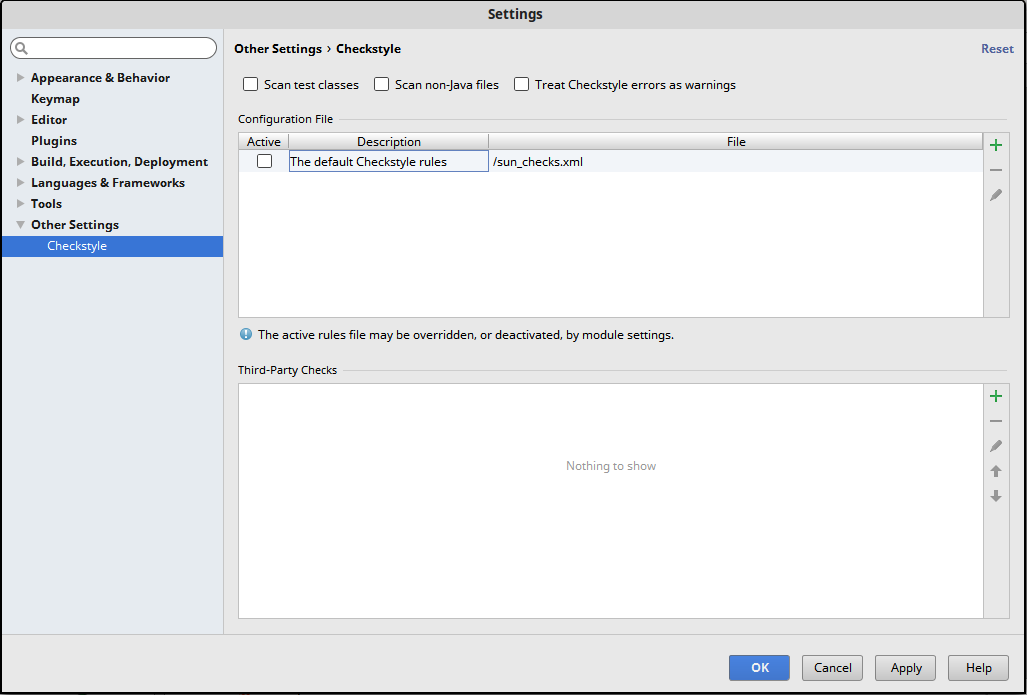 Settings
Other Settings › Checkstyle
Reset
Appearance & Behavior
Keymap
Editor
Plugins
Build, Execution, Deployment
Languages & Frameworks
Tools
Other Settings
Checkstyle
Scan test classes
Scan non-Java files
Treat Checkstyle errors as warnings
Configuration File
Active
Description
File
The default Checkstyle rules
/sun_checks.xml
The active rules file may be overridden, or deactivated, by module settings.
Third-Party Checks
Nothing to show
OK
Cancel
Apply
Help